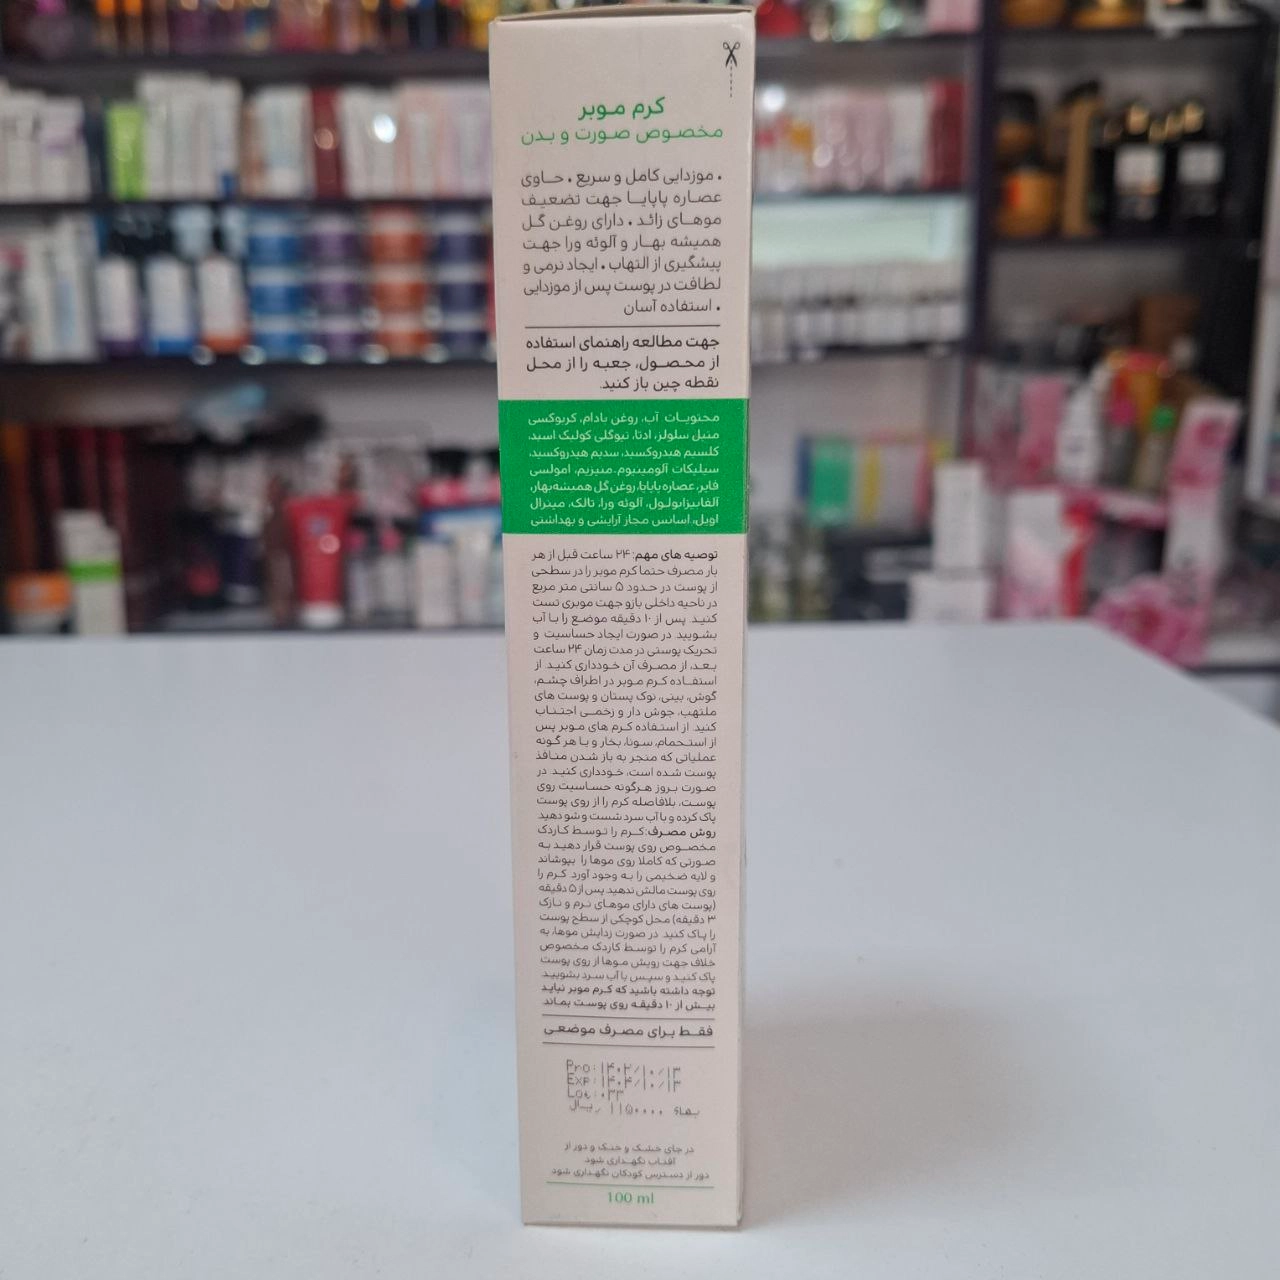 کرم موبر
مخصوص صورت و بدن
• موزدایی کامل و سریع • حاوی
عصاره پاپایا جهت تضعیف
موهای زائد • دارای روغن گل
همیشه بهار و آلوئه ورا جهت
پیشگیری از التهاب • ایجاد نرمی و
لطافت در پوست پس از موزدایی
• استفاده آسان
جهت مطالعه راهنمای استفاده
از محصول، جعبه را از محل
نقطه چین باز کنید.
محتویات: آب، روغن بادام، کربوکسی
متیل سلولز، ادتا، تیوگلی کولیک اسید،
کلسیم هیدروکسید، سدیم هیدروکسید،
سیلیکات آلومینیوم-منیزیم، امولسی
فایر، عصاره پاپایا، روغن گل همیشه بهار،
آلفابیزابولول، آلوئه ورا، تالک، مینرال
اویل، اسانس مجاز آرایشی و بهداشتی
توصیه های مهم: ۲۴ ساعت قبل از هر
بار مصرف حتما کرم موبر را در سطحی
از پوست در حدود ۵ سانتی متر مربع
در ناحیه داخلی بازو جهت موبری تست
کنید. پس از ۱۰ دقیقه موضع را با آب
بشویید. در صورت ایجاد حساسیت و
تحریک پوستی در مدت زمان ۲۴ ساعت
بعد، از مصرف آن خودداری کنید. از
استفاده کرم موبر در اطراف چشم،
گوش، بینی، نوک پستان و پوست های
ملتهب، جوش دار و زخمی اجتناب
کنید. از استفاده کرم های موبر پس
از استحمام، سونا، بخار و یا هر گونه
عملیاتی که منجر به باز شدن منافذ
پوست شده است، خودداری کنید. در
صورت بروز هرگونه حساسیت روی
پوست، بلافاصله کرم را از روی پوست
پاک کرده و با آب سرد شست و شو دهید.
روش مصرف: کرم را توسط کاردک
مخصوص روی پوست قرار دهید به
صورتی که کاملا روی موها را بپوشاند
و لایه ضخیمی را به وجود آورد. کرم را
روی پوست مالش ندهید. پس از ۵ دقیقه
(پوست های دارای موهای نرم و نازک
۳ دقیقه) محل کوچکی از سطح پوست
را پاک کنید. در صورت زدایش موها، به
آرامی کرم را توسط کاردک مخصوص
خلاف جهت رویش موها از روی پوست
پاک کنید و سپس با آب سرد بشویید.
توجه داشته باشید که کرم موبر نباید
بیش از ۱۰ دقیقه روی پوست بماند.
فقط برای مصرف موضعی
Pro: ۱۴۰۲/۱۰/۱۳
Exp: ۱۴۰۴/۱۰/۱۳
Lot: ۰۳۳
بهای ۱۱۵۰۰۰۰ ریال
در جای خشک و خنک و دور از
آفتاب نگهداری شود.
دور از دسترس کودکان نگهداری شود.
100 ml